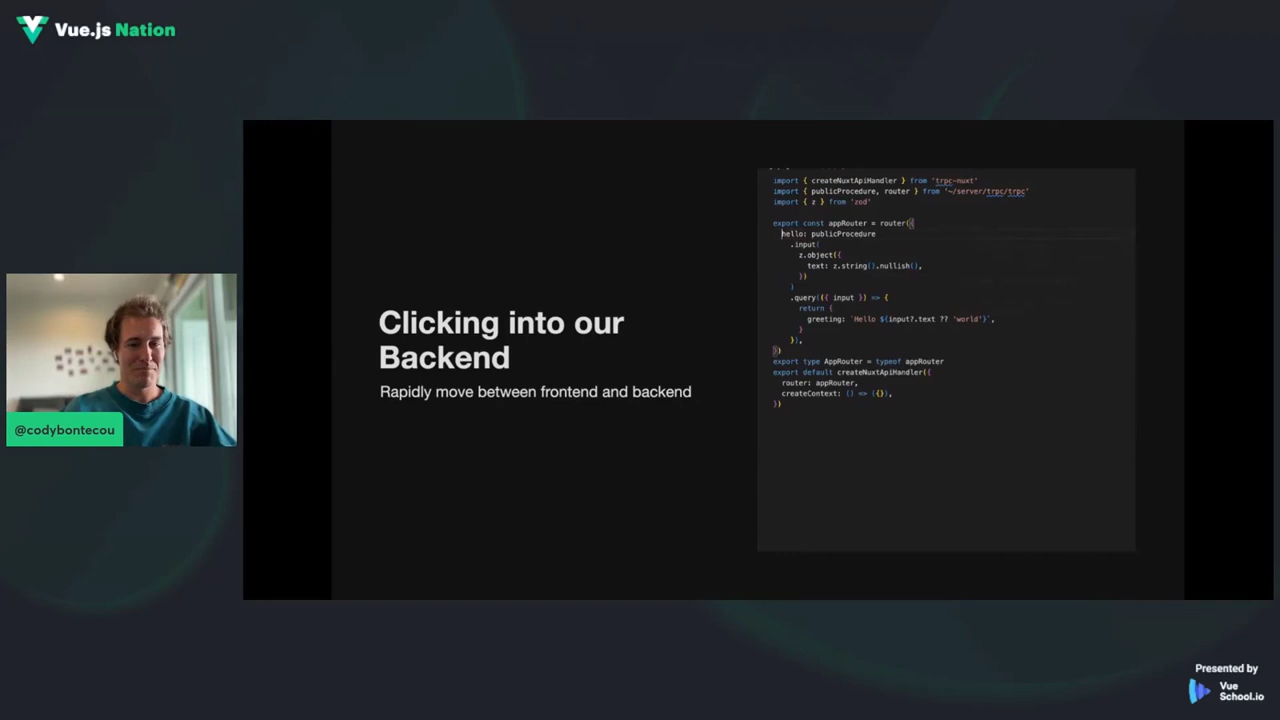 Vue.js Nation
import { createNuxtApiHandler } from 'trpc-nuxt'
import { publicProcedure, router } from '~/server/trpc/trpc'
import { z } from 'zod'
export const appRouter = router({
hello: publicProcedure
.input(
z.object({
text: z.string().nullish(),
})
)
.query(({ input }) => {
return {
greeting: `Hello ${input?.text ?? 'world'}`,
}
}),
})
export type AppRouter = typeof appRouter
export default createNuxtApiHandler({
router: appRouter,
createContext: () => ({}),
})
Clicking into our
Backend
Rapidly move between frontend and backend
@codybontecou
Presented by
Vue
School.io